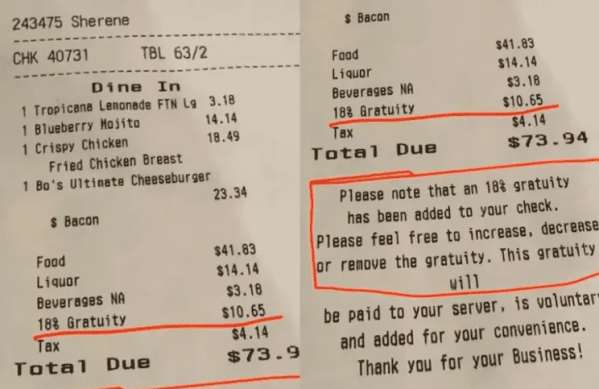 243475 Sherene
CHK 40731 TBL 63/2
Dine In
1 Tropicana Lemonade FTN Lg 3.18
1 Blueberry Mojito 14.14
1 Crispy Chicken 18.49
Fried Chicken Breast
1 Bo's Ultimate Cheeseburger
23.34
$ Bacon
Food $41.83
Liquor $14.14
Beverages NA $3.18
18% Gratuity $10.65
Tax $4.14
Total Due $73.9
$ Bacon
Food $41.83
Liquor $14.14
Beverages NA $3.18
18% Gratuity $10.65
Tax $4.14
Total Due $73.94
Please note that an 18% gratuity
has been added to your check.
Please feel free to increase, decrease
or remove the gratuity. This gratuity
will
be paid to your server, is voluntar
and added for your convenience.
Thank you for your Business!